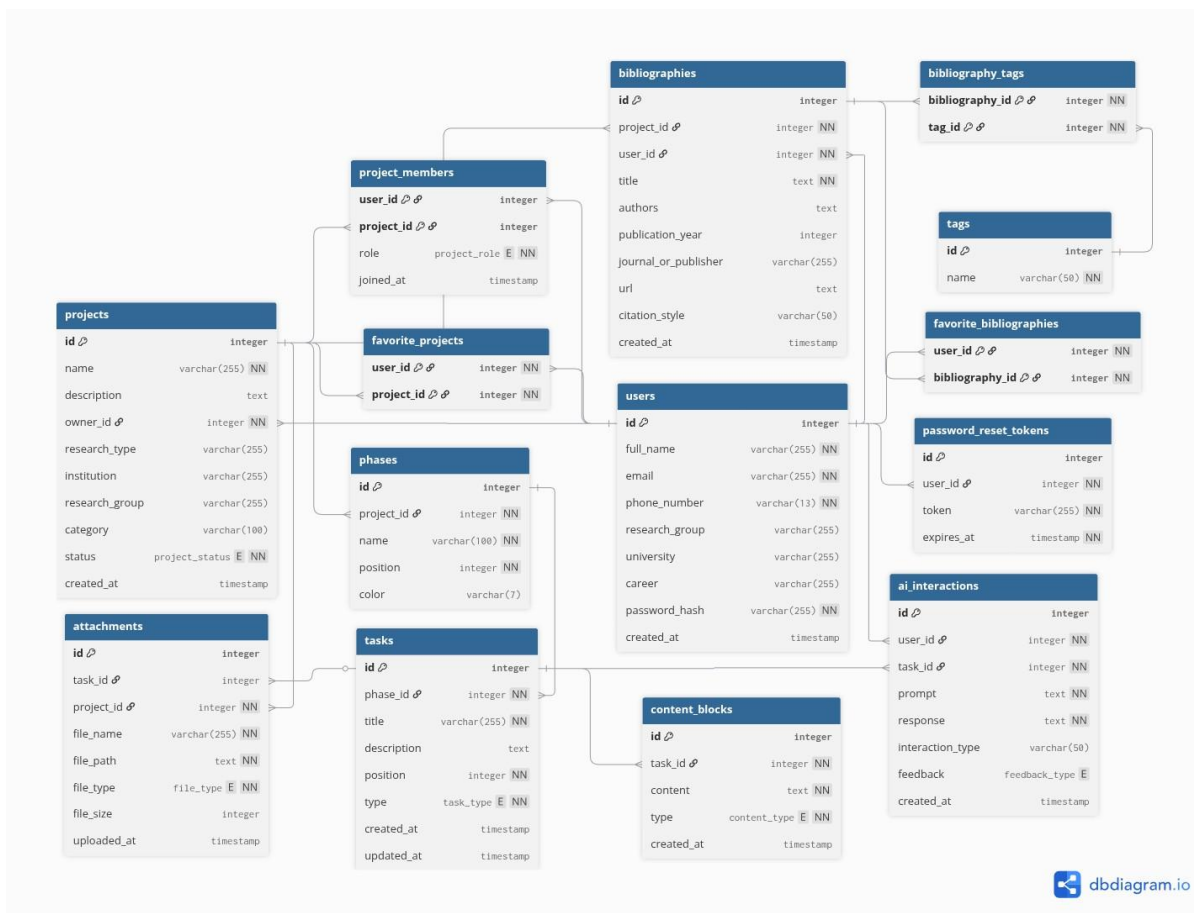 bibliographies
id integer
project_id integer NN
user_id integer NN
title text NN
authors text
publication_year integer
journal_or_publisher varchar(255)
url text
citation_style varchar(50)
created_at timestamp
bibliography_tags
bibliography_id integer NN
tag_id integer NN
project_members
user_id integer
project_id integer
role project_role E NN
joined_at timestamp
tags
id integer
name varchar(50) NN
projects
id integer
name varchar(255) NN
description text
owner_id integer NN
research_type varchar(255)
institution varchar(255)
research_group varchar(255)
category varchar(100)
status project_status E NN
created_at timestamp
favorite_projects
user_id integer NN
project_id integer NN
favorite_bibliographies
user_id integer NN
bibliography_id integer NN
users
id integer
full_name varchar(255) NN
email varchar(255) NN
phone_number varchar(13) NN
research_group varchar(255)
university varchar(255)
career varchar(255)
password_hash varchar(255) NN
created_at timestamp
password_reset_tokens
id integer
user_id integer NN
token varchar(255) NN
expires_at timestamp NN
phases
id integer
project_id integer NN
name varchar(100) NN
position integer NN
color varchar(7)
ai_interactions
id integer
user_id integer NN
task_id integer NN
prompt text NN
response text NN
interaction_type varchar(50)
feedback feedback_type E
created_at timestamp
attachments
id integer
task_id integer
project_id integer NN
file_name varchar(255) NN
file_path text NN
file_type file_type E NN
file_size integer
uploaded_at timestamp
tasks
id integer
phase_id integer NN
title varchar(255) NN
description text
position integer NN
type task_type E NN
created_at timestamp
updated_at timestamp
content_blocks
id integer
task_id integer NN
content text NN
type content_type E NN
created_at timestamp
dbdiagram.io